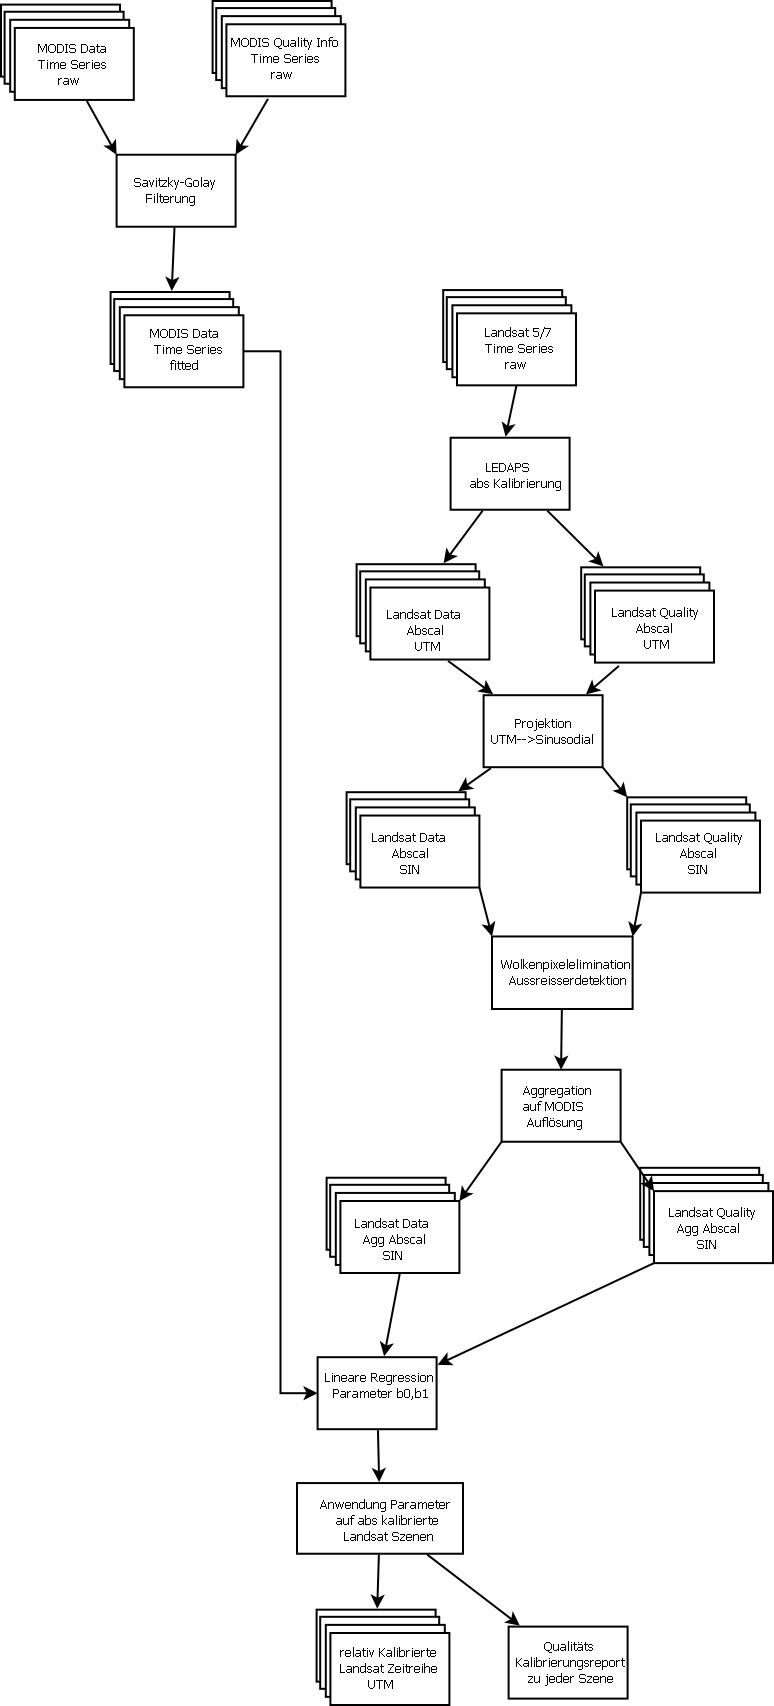 MODIS Data
Time Series
raw
MODIS Quality Info
Time Series
raw
Savitzky-Golay
Filterung
MODIS Data
Time Series
fitted
Landsat 5/7
Time Series
raw
LEDAPS
abs Kalibrierung
Landsat Data
Abscal
UTM
Landsat Quality
Abscal
UTM
Projektion
UTM-->Sinusodial
Landsat Data
Abscal
SIN
Landsat Quality
Abscal
SIN
Wolkenpixelelimination
Aussreisserdetektion
Aggregation
auf MODIS
Auflösung
Landsat Data
Agg Abscal
SIN
Landsat Quality
Agg Abscal
SIN
Lineare Regression
Parameter b0,b1
Anwendung Parameter
auf abs kalibrierte
Landsat Szenen
relativ Kalibrierte
Landsat Zeitreihe
UTM
Qualitäts
Kalibrierungsreport
zu jeder Szene